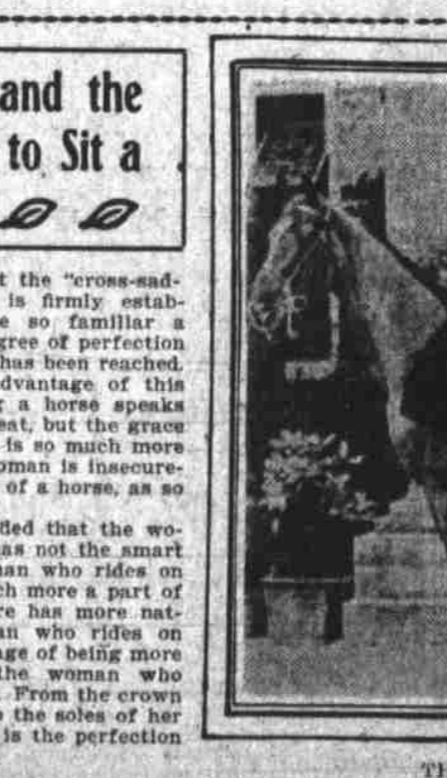 and the
to Sit a
t the "cross-sad-
is firmly estab-
e so familiar a
gree of perfection
has been reached.
dvantage of this
g a horse speaks
eat, but the grace
is so much more
oman is insecure-
of a horse, as so
ded that the wo-
as not the smart
nan who rides on
ch more a part of
re has more nat-
an who rides on
age of being more
the woman who
. From the crown
o the soles of her
is the perfection